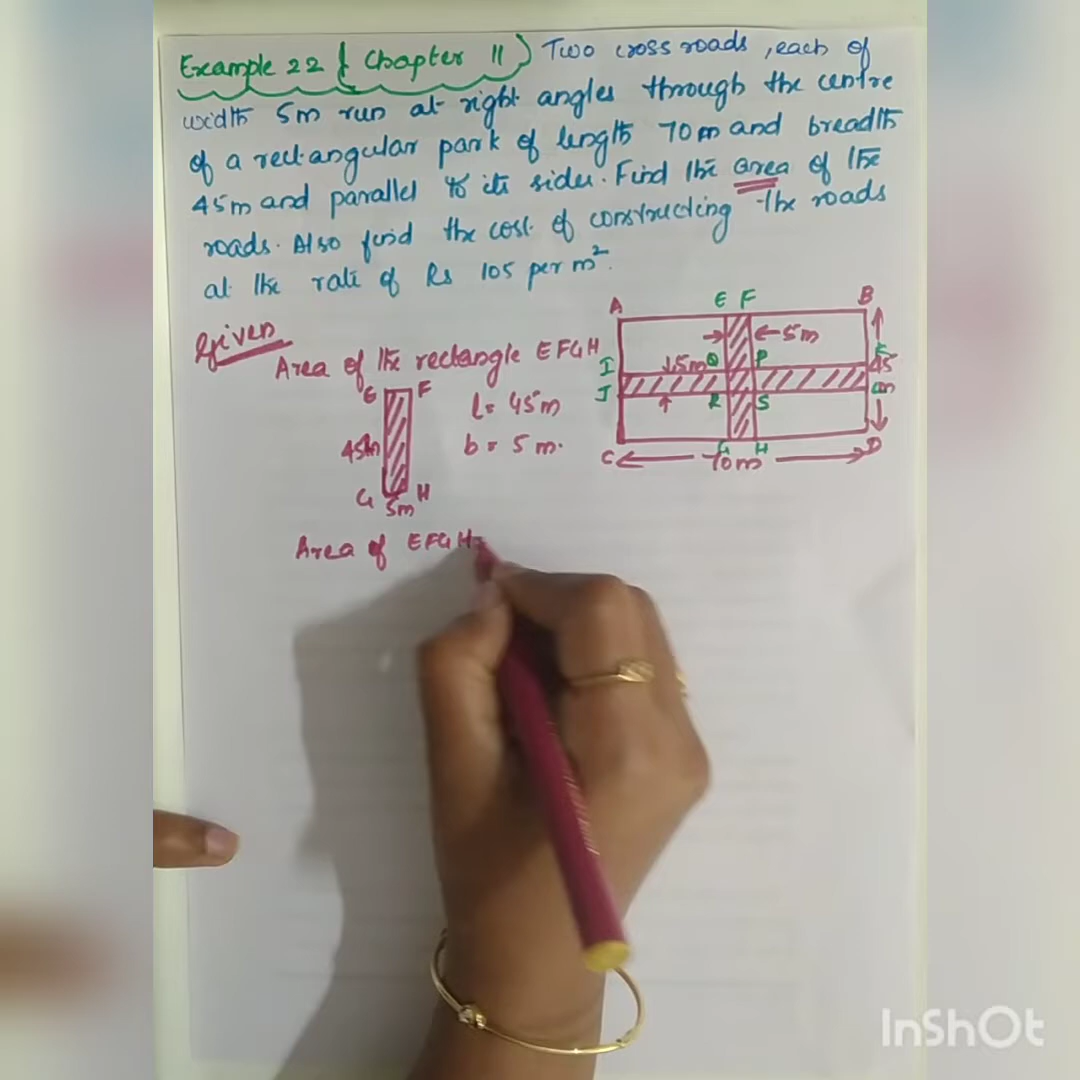 Example 22 { Chapter 11 } Two cross roads, each of
width 5m run at right angles through the centre
of a rectangular park of length 70m and breadth
45m and parallel to its sides. Find the area of the
roads. Also find the cost of constructing the roads
at the rate of Rs 105 per m².
Given
Area of the rectangle EFGH
E F
l = 45m
45m
b = 5m.
G H
5m
Area of EFGH=
A E F B
5m
I 5m Q P K
45
J R S m
G H
C 70m D
InShOt